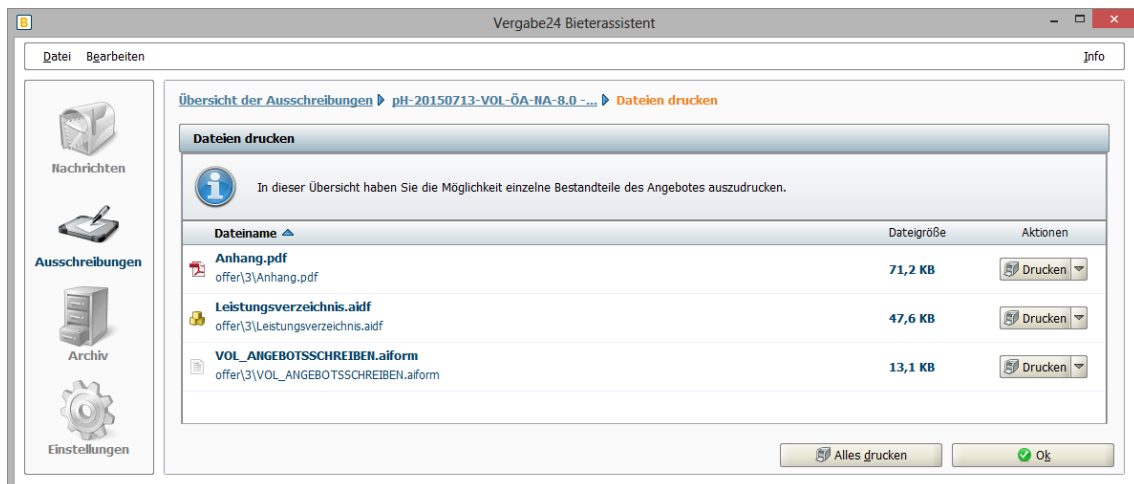 B Vergabe24 Bieterassistent
Datei Bearbeiten Info
Nachrichten
Ausschreibungen
Archiv
Einstellungen
Übersicht der Ausschreibungen pH-20150713-VOL-ÖA-NA-8.0 -... Dateien drucken
Dateien drucken
In dieser Übersicht haben Sie die Möglichkeit einzelne Bestandteile des Angebotes auszudrucken.
Dateiname Dateigröße Aktionen
Anhang.pdf
offer\3\Anhang.pdf
71,2 KB Drucken
Leistungsverzeichnis.aidf
offer\3\Leistungsverzeichnis.aidf
47,6 KB Drucken
VOL_ANGEBOTSSCHREIBEN.aiform
offer\3\VOL_ANGEBOTSSCHREIBEN.aiform
13,1 KB Drucken
Alles drucken Ok